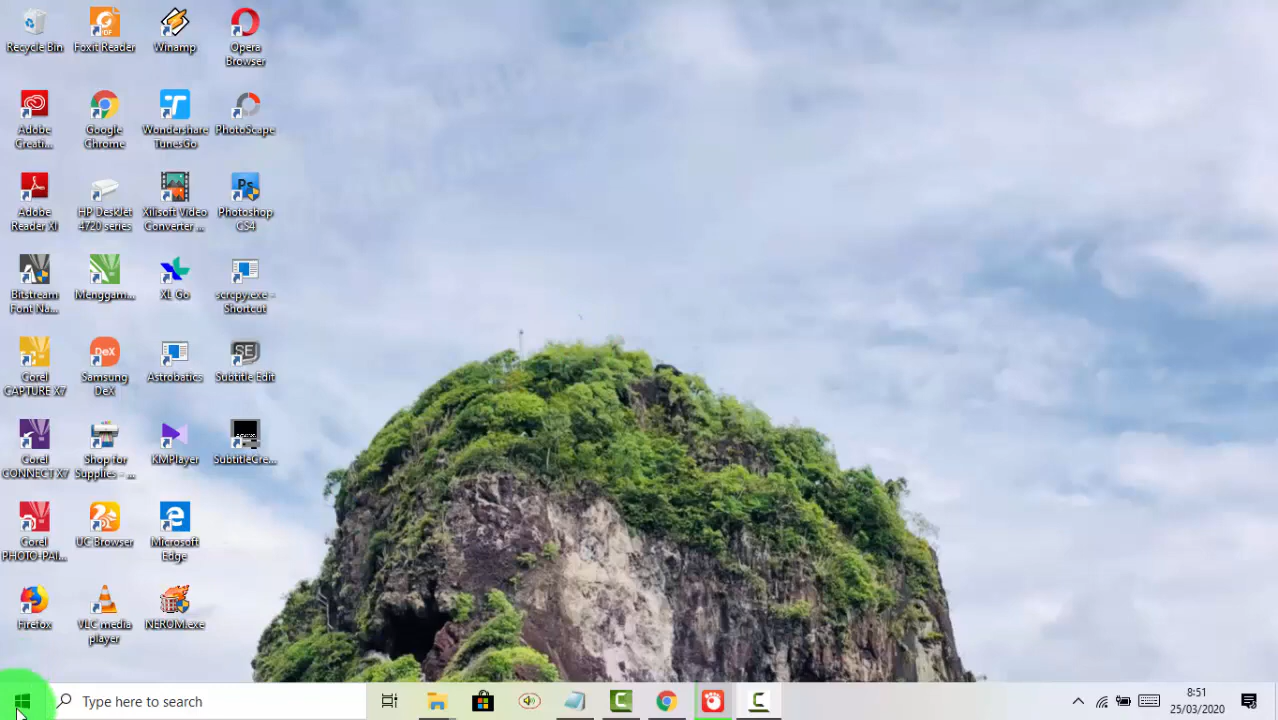 Recycle Bin
Foxit Reader
Winamp
Opera
Browser
Adobe
Creati...
Google
Chrome
Wondershare
TunesGo
PhotoScape
Adobe
Reader XI
HP DeskJet
4720 series
Xilisoft Video
Converter ...
Photoshop
CS4
Bitstream
Font Na...
Menggam...
XL Go
scrcpy.exe -
Shortcut
Corel
CAPTURE X7
Samsung
DeX
Astrobatics
Subtitle Edit
Corel
CONNECT X7
Shop for
Supplies - ...
KMPlayer
SubtitleCre...
Corel
PHOTO-PAI...
UC Browser
Microsoft
Edge
Firefox
VLC media
player
NEROM.exe
Type here to search
8:51
25/03/2020